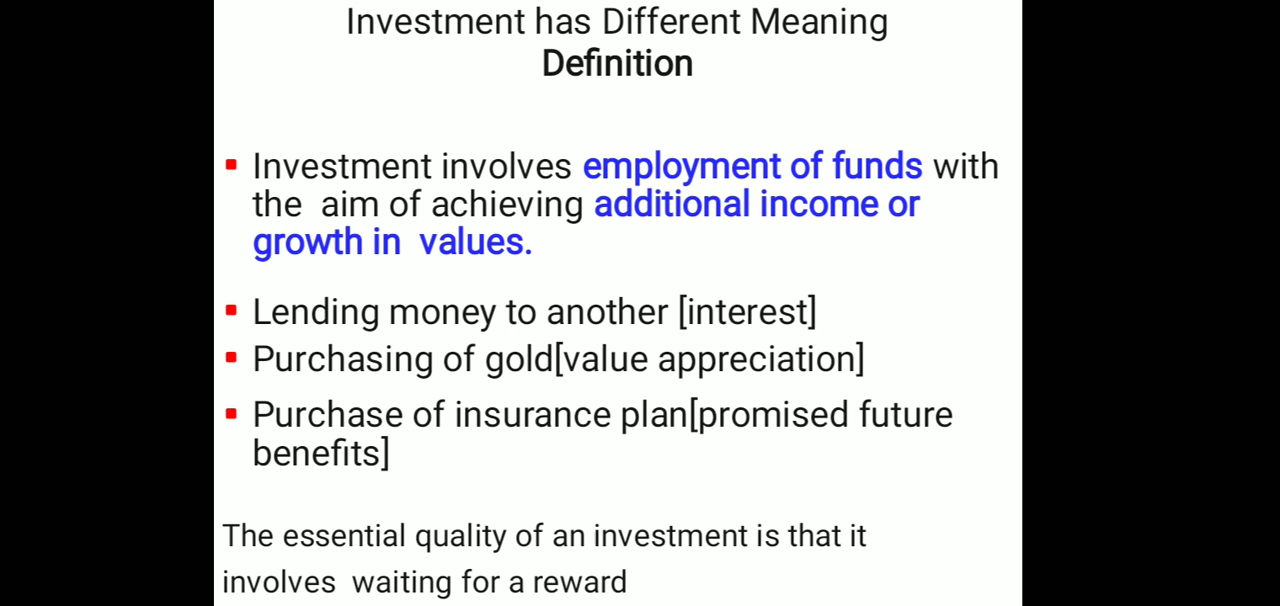 Investment has Different Meaning
Definition
▪ Investment involves employment of funds with
the aim of achieving additional income or
growth in values.
▪ Lending money to another [interest]
▪ Purchasing of gold[value appreciation]
▪ Purchase of insurance plan[promised future
benefits]
The essential quality of an investment is that it
involves waiting for a reward